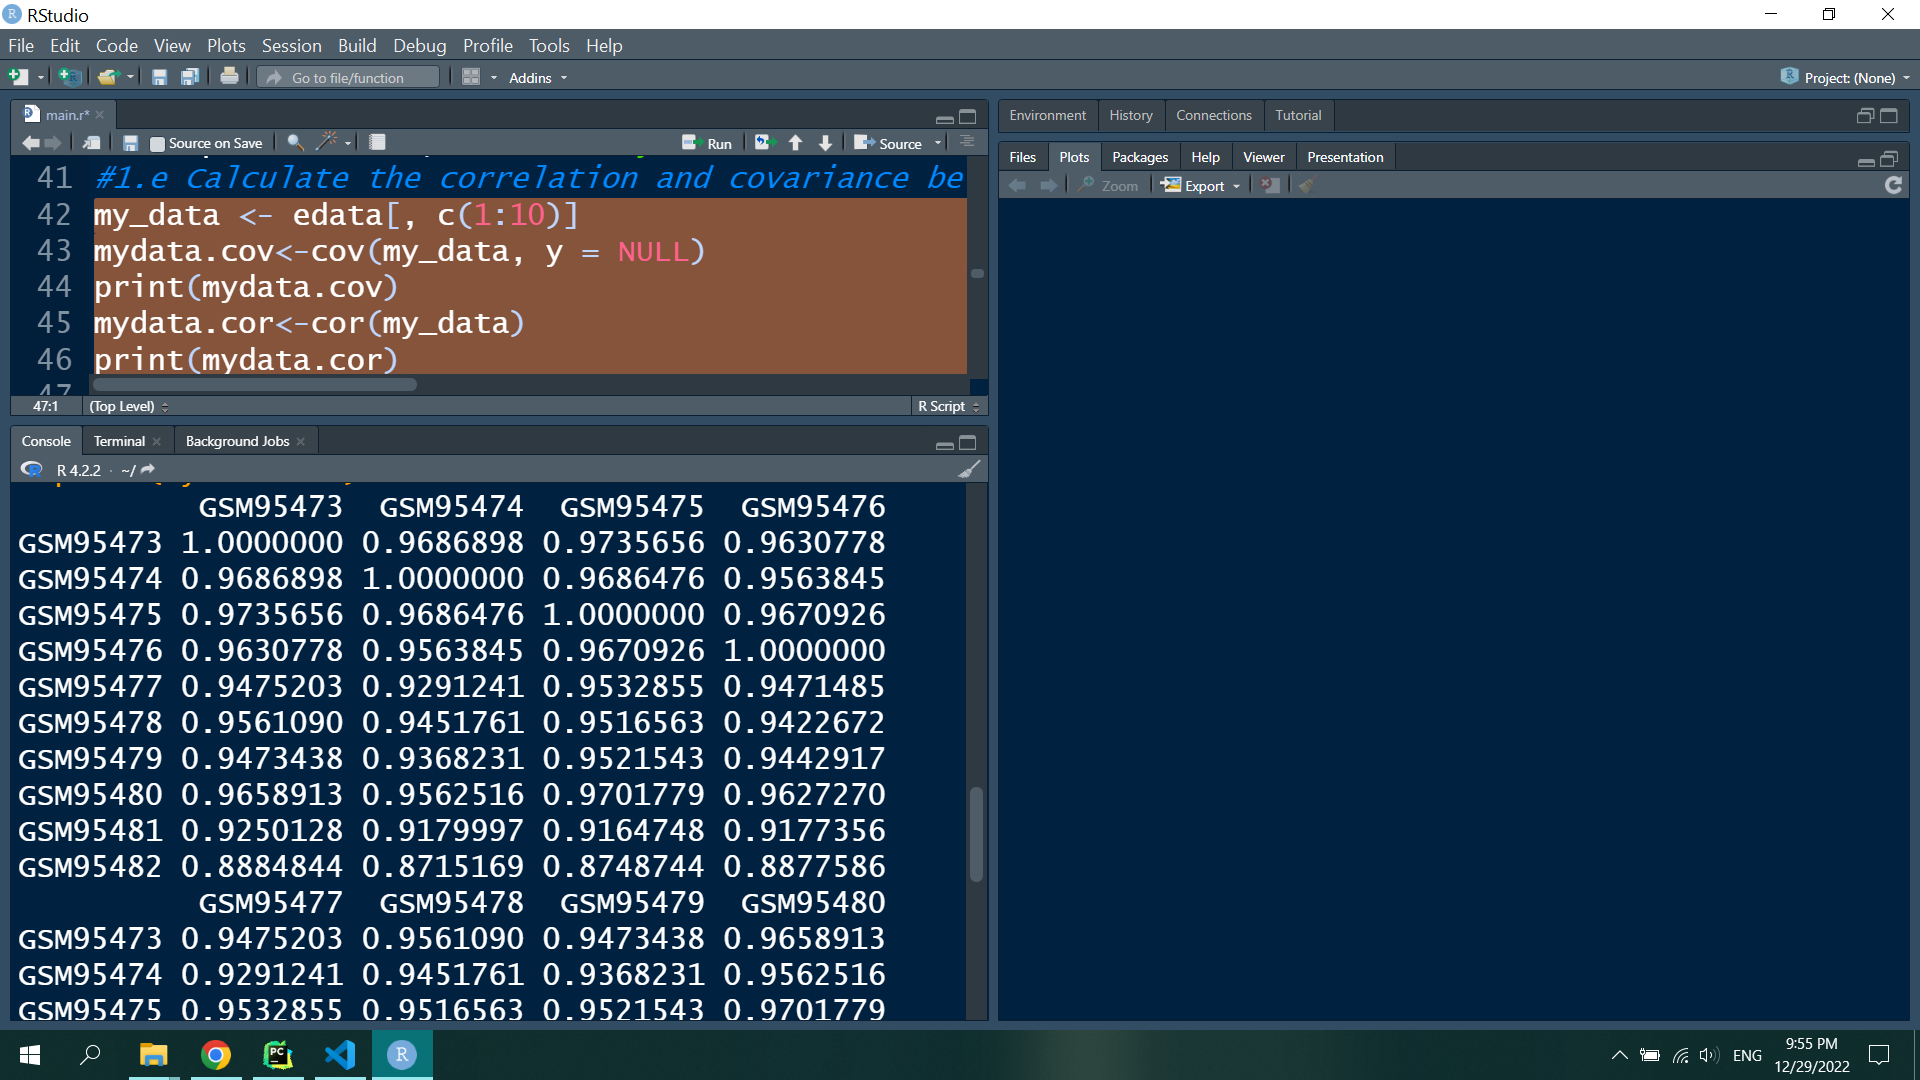 RStudio
File Edit Code View Plots Session Build Debug Profile Tools Help
Go to file/function Addins Project: (None)
main.r*
Source on Save Run Source
41 #1.e Calculate the correlation and covariance be
42 my_data <- edata[, c(1:10)]
43 mydata.cov<-cov(my_data, y = NULL)
44 print(mydata.cov)
45 mydata.cor<-cor(my_data)
46 print(mydata.cor)
47
47:1 (Top Level) R Script
Console Terminal Background Jobs
R 4.2.2 · ~/
GSM95473 GSM95474 GSM95475 GSM95476
GSM95473 1.0000000 0.9686898 0.9735656 0.9630778
GSM95474 0.9686898 1.0000000 0.9686476 0.9563845
GSM95475 0.9735656 0.9686476 1.0000000 0.9670926
GSM95476 0.9630778 0.9563845 0.9670926 1.0000000
GSM95477 0.9475203 0.9291241 0.9532855 0.9471485
GSM95478 0.9561090 0.9451761 0.9516563 0.9422672
GSM95479 0.9473438 0.9368231 0.9521543 0.9442917
GSM95480 0.9658913 0.9562516 0.9701779 0.9627270
GSM95481 0.9250128 0.9179997 0.9164748 0.9177356
GSM95482 0.8884844 0.8715169 0.8748744 0.8877586
GSM95477 GSM95478 GSM95479 GSM95480
GSM95473 0.9475203 0.9561090 0.9473438 0.9658913
GSM95474 0.9291241 0.9451761 0.9368231 0.9562516
GSM95475 0.9532855 0.9516563 0.9521543 0.9701779
Environment History Connections Tutorial
Files Plots Packages Help Viewer Presentation
Zoom Export
ENG
9:55 PM
12/29/2022